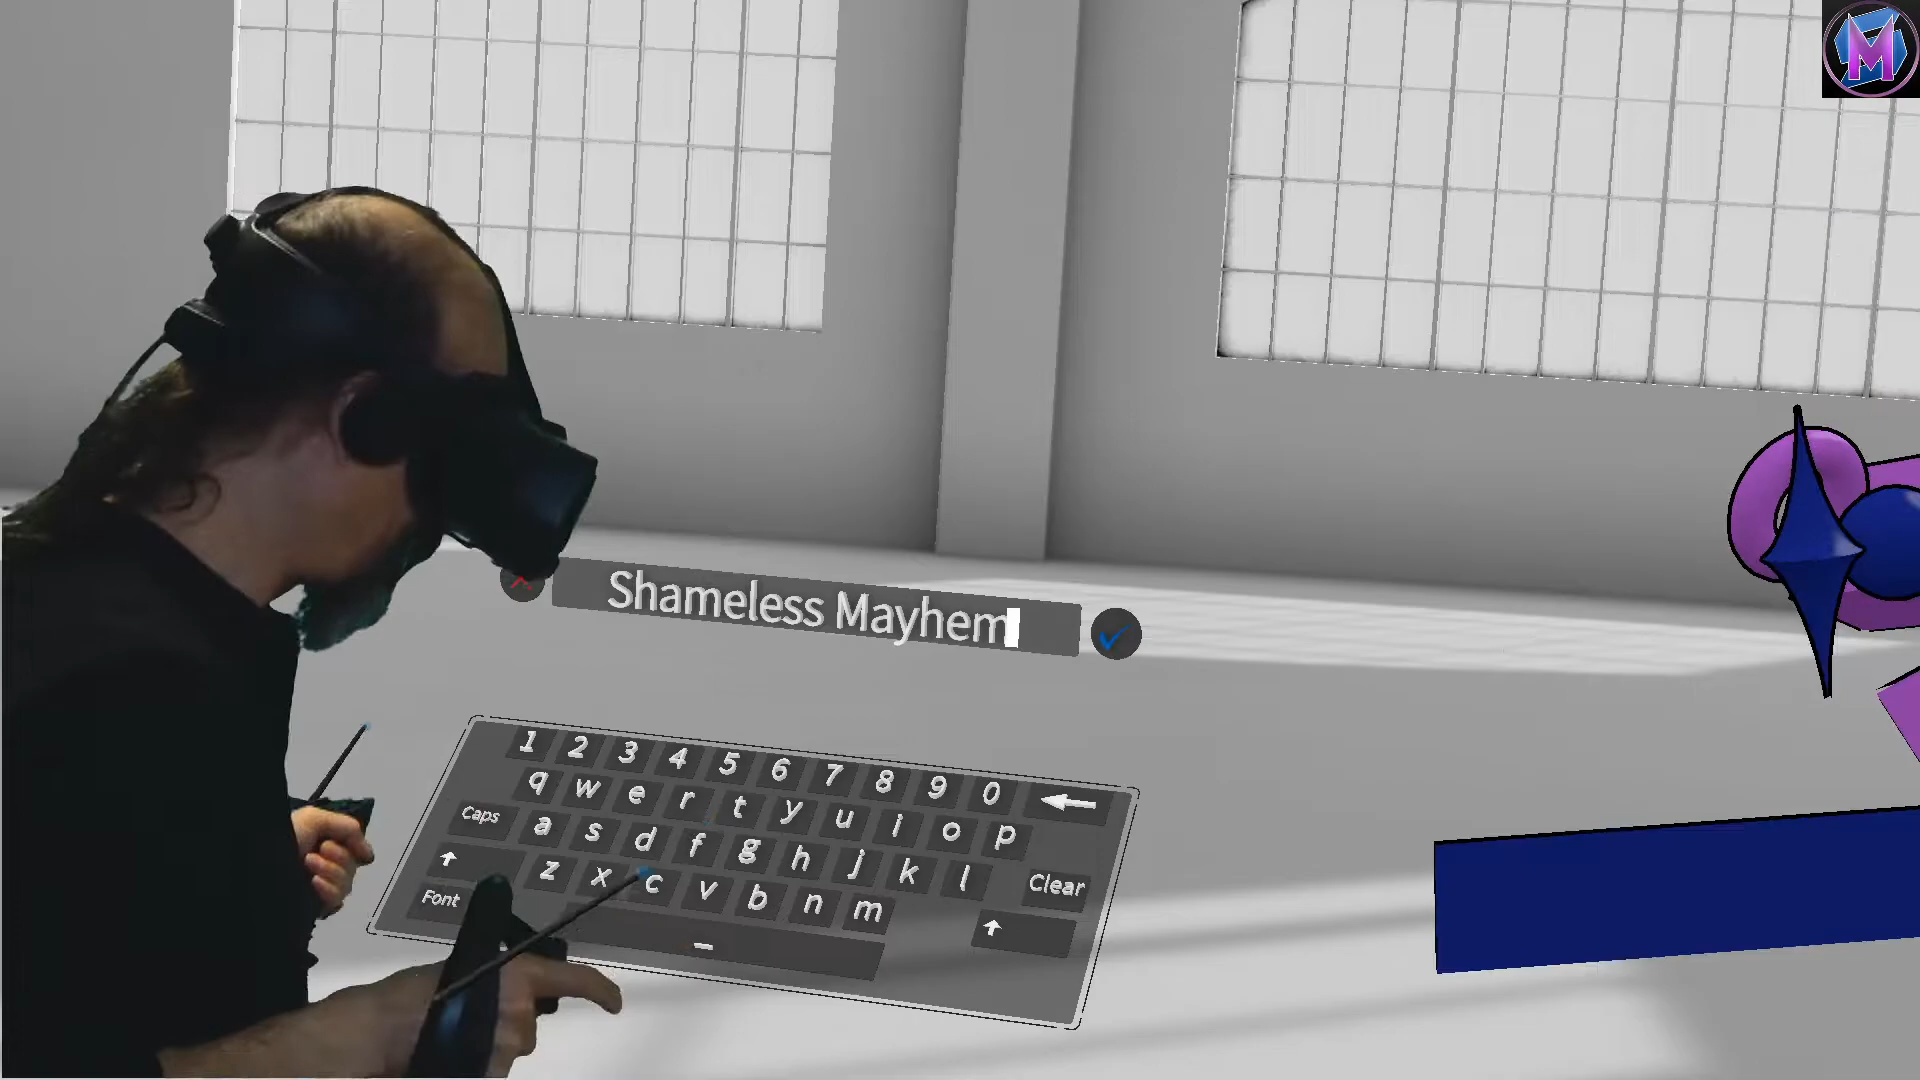 M
Shameless Mayhem
1 2 3 4 5 6 7 8 9 0
q w e r t y u i o p
Caps a s d f g h j k l Clear
z x c v b n m
Font